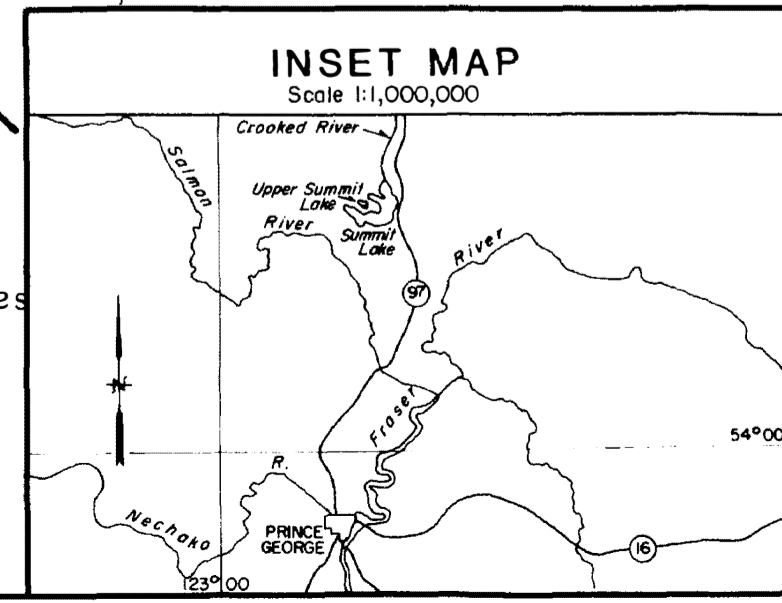 INSET MAP
Scale 1:1,000,000
Crooked River
Salmon
River
Upper Summit
Lake
Summit
Lake
River
97
es
Fraser
54°00
R.
Nechako
PRINCE
GEORGE
16
123°00